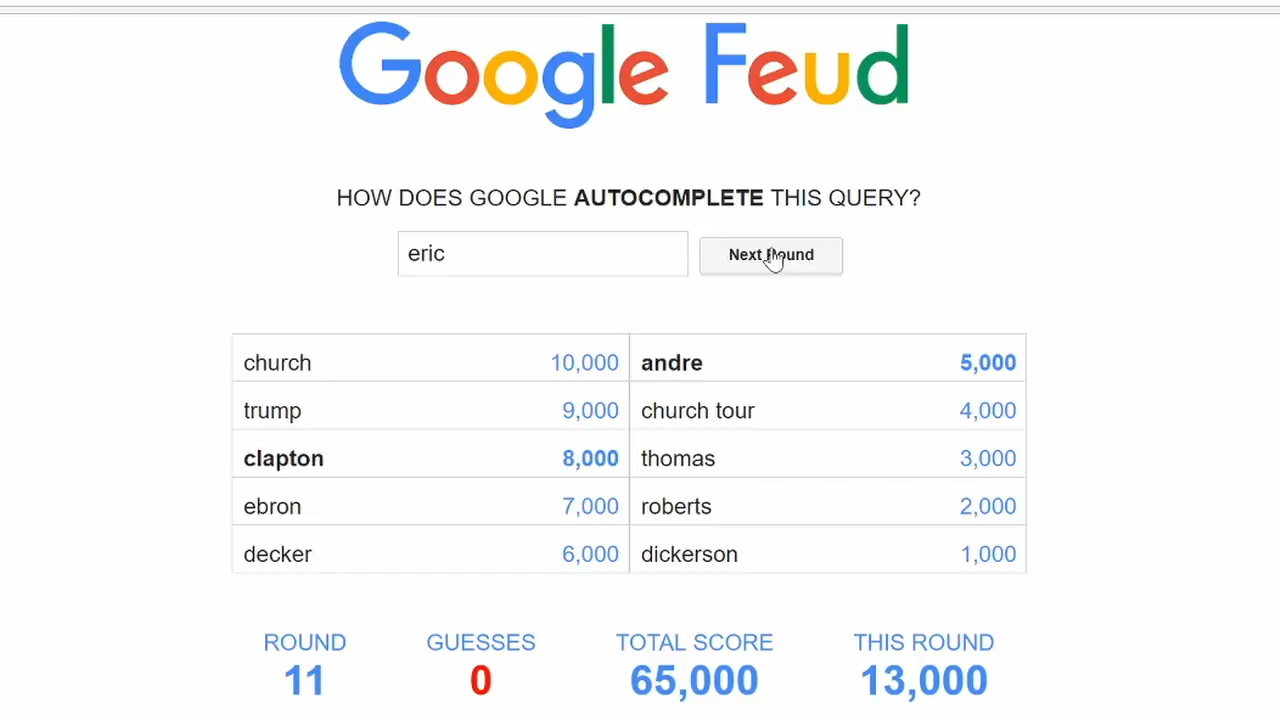 Google Feud
HOW DOES GOOGLE AUTOCOMPLETE THIS QUERY?
eric
Next Round
church 10,000 andre 5,000
trump 9,000 church tour 4,000
clapton 8,000 thomas 3,000
ebron 7,000 roberts 2,000
decker 6,000 dickerson 1,000
ROUND GUESSES TOTAL SCORE THIS ROUND
11 0 65,000 13,000